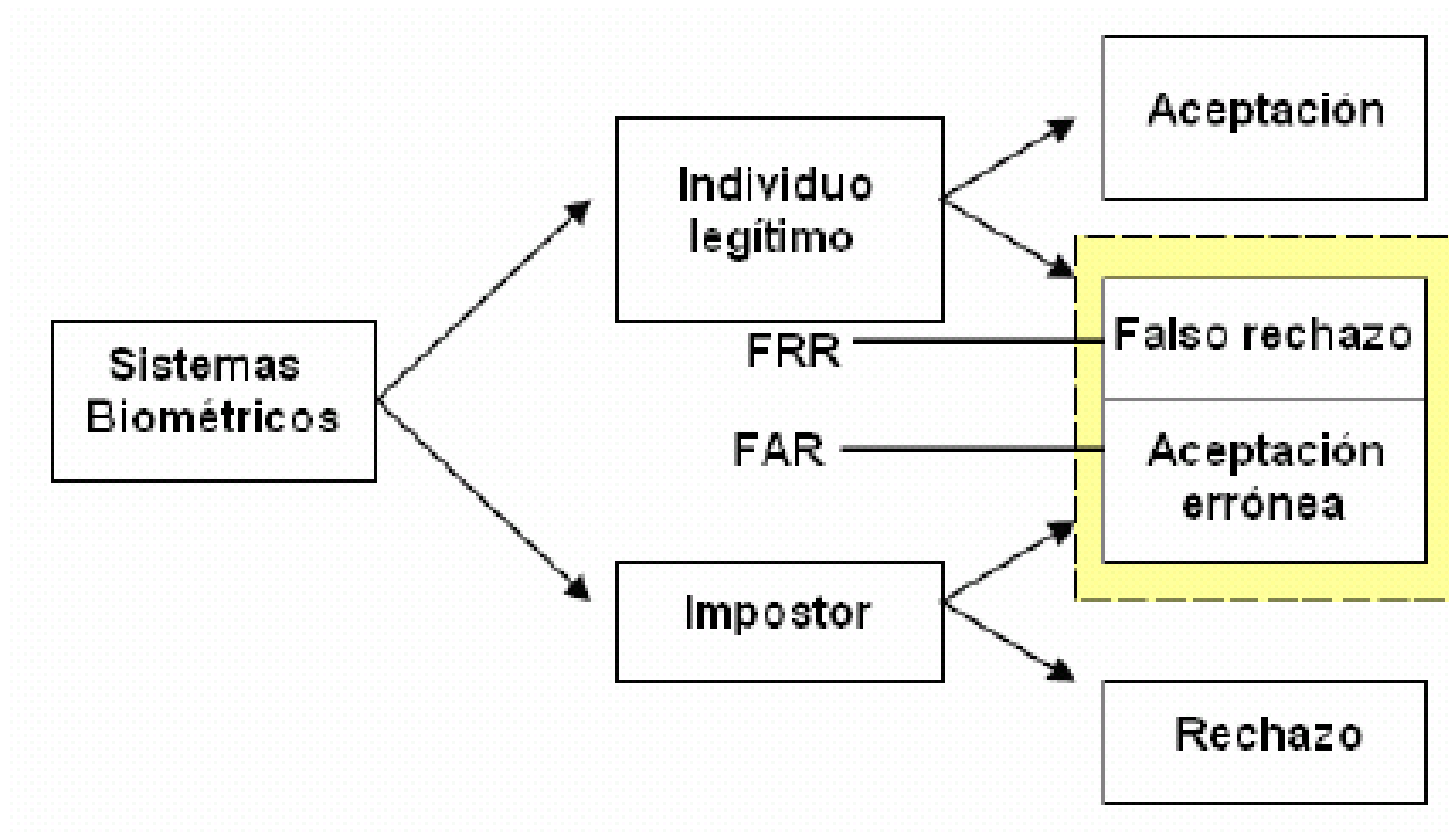 Sistemas
Biométricos
Individuo
legítimo
Impostor
FRR
FAR
Aceptación
Falso rechazo
Aceptación
errónea
Rechazo